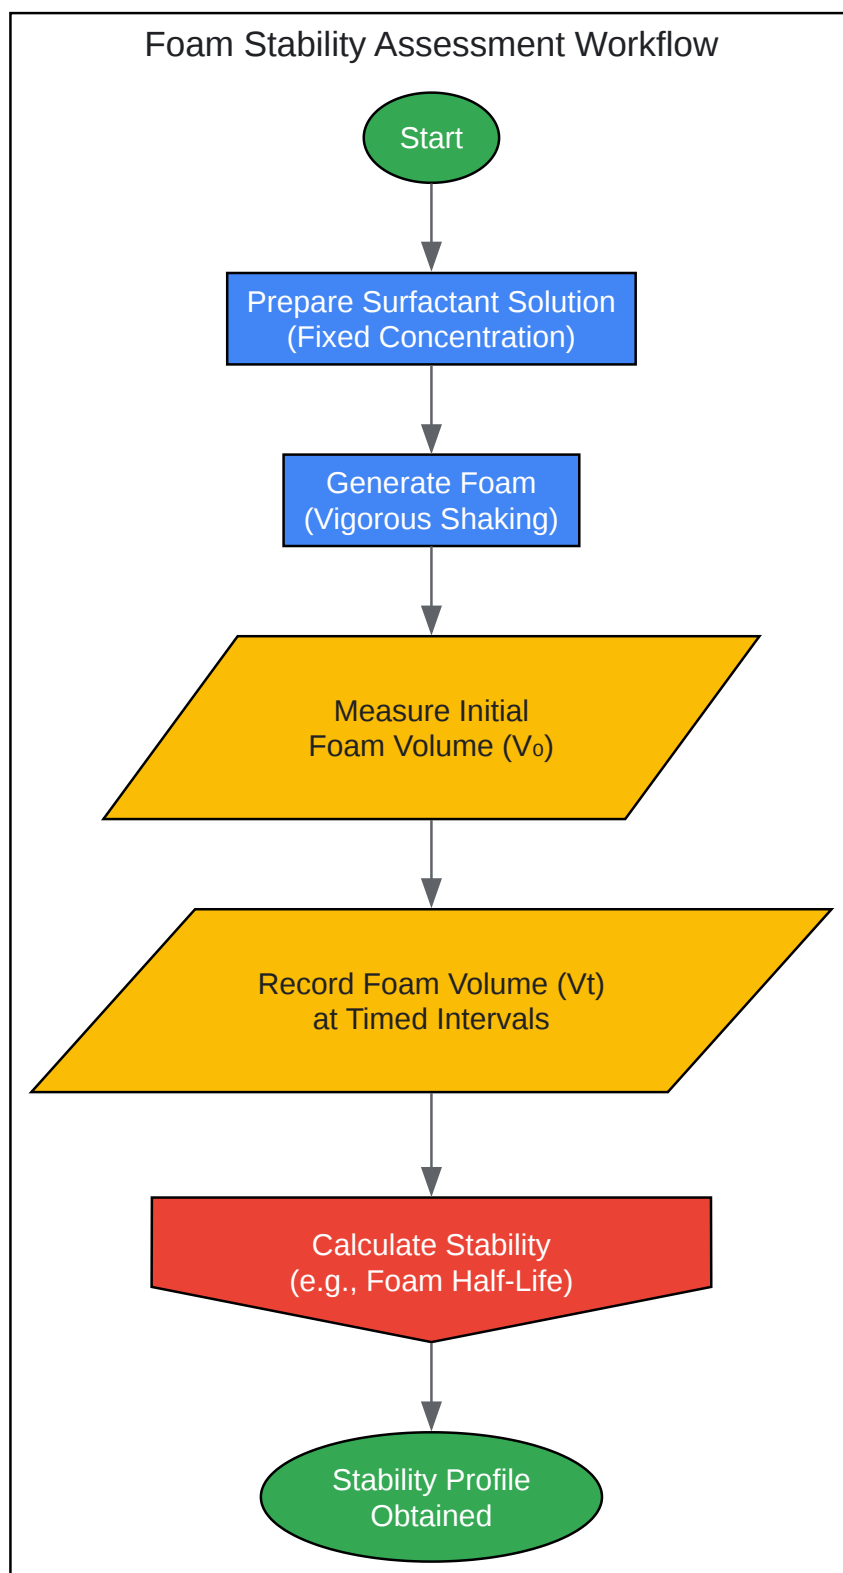 Foam Stability Assessment Workflow
Start
Prepare Surfactant Solution
(Fixed Concentration)
Generate Foam
(Vigorous Shaking)
Measure Initial
Foam Volume (V₀)
Record Foam Volume (Vt)
at Timed Intervals
Calculate Stability
(e.g., Foam Half-Life)
Stability Profile
Obtained